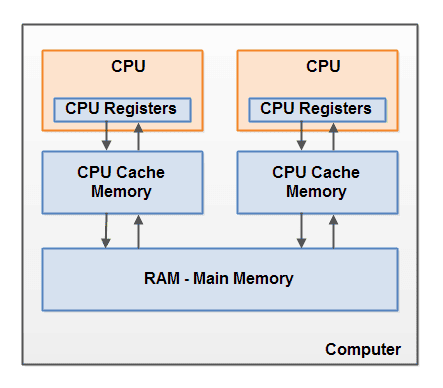 CPU
CPU
CPU Registers
CPU Registers
CPU Cache
Memory
CPU Cache
Memory
RAM - Main Memory
Computer